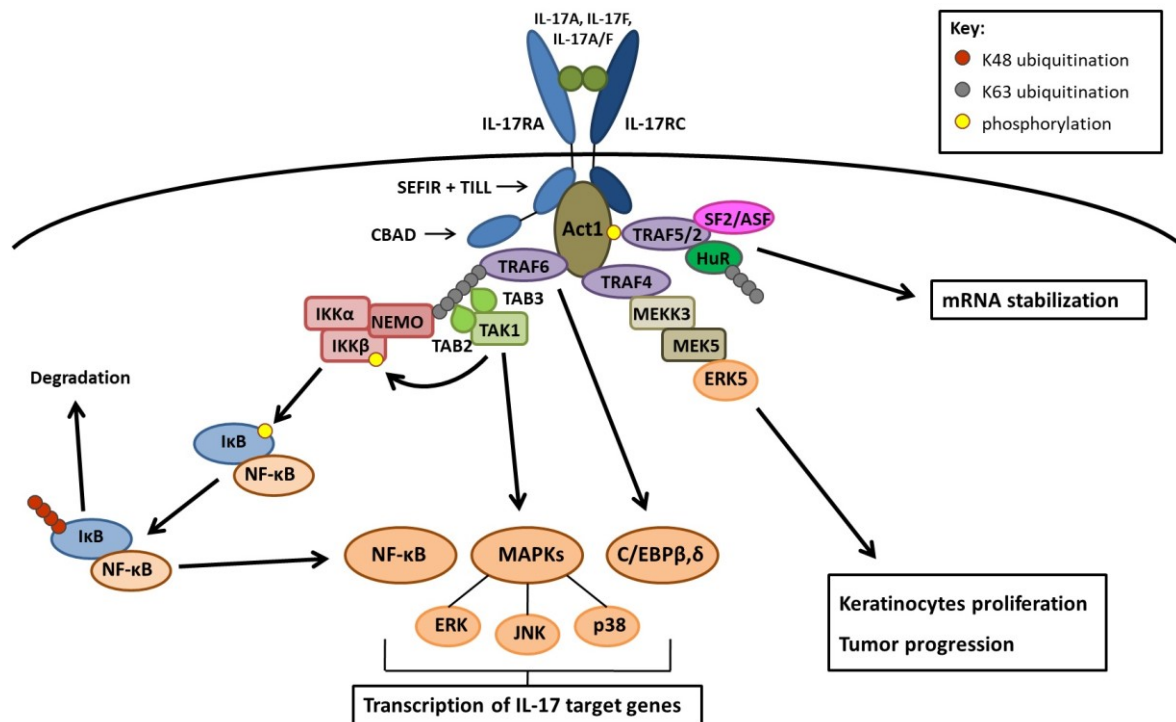 IL-17A, IL-17F,
IL-17A/F
Key:
K48 ubiquitination
K63 ubiquitination
phosphorylation
IL-17RA
IL-17RC
SEFIR + TILL
CBAD
Act1
TRAF5/2
SF2/ASF
HuR
TRAF6
TRAF4
mRNA stabilization
TAB3
TAK1
TAB2
IKKα
NEMO
IKKβ
MEKK3
MEK5
ERK5
Degradation
IκB
NF-κB
IκB
NF-κB
NF-κB
MAPKs
C/EBPβ,δ
ERK
JNK
p38
Keratinocytes proliferation
Tumor progression
Transcription of IL-17 target genes